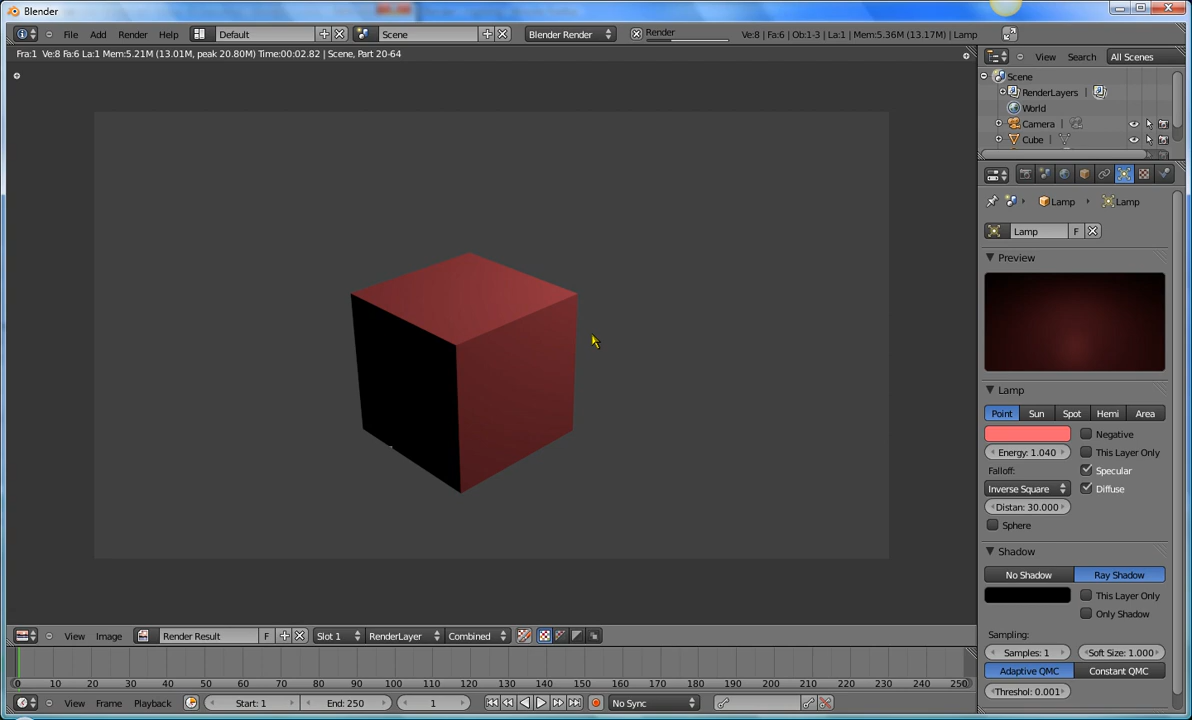 Blender
File Add Render Help Default Scene Blender Render Render Ve:8 | Fa:6 | Ob:1-3 | La:1 | Mem:5.36M (13.17M) | Lamp
Fra:1 Ve:8 Fa:6 La:1 Mem:5.21M (13.01M, peak 20.80M) Time:00:02.82 | Scene, Part 20-64
View Search All Scenes
Scene
RenderLayers |
World
Camera |
Cube |
Lamp Lamp
Lamp F
Preview
Lamp
Point Sun Spot Hemi Area
Negative
Energy: 1.040 This Layer Only
Falloff: Specular
Inverse Square Diffuse
Distan: 30.000
Sphere
Shadow
No Shadow Ray Shadow
This Layer Only
Only Shadow
Sampling:
Samples: 1 Soft Size: 1.000
Adaptive QMC Constant QMC
Threshol: 0.001
View Image Render Result F Slot 1 RenderLayer Combined
0 10 20 30 40 50 60 70 80 90 100 110 120 130 140 150 160 170 180 190 200 210 220 230 240 250
View Frame Playback Start: 1 End: 250 1 No Sync